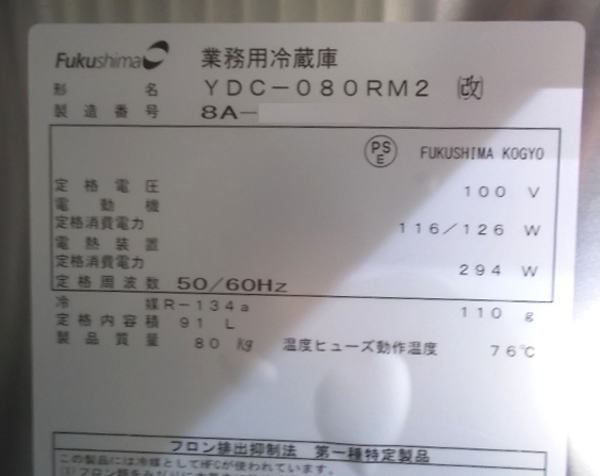 Fukushima 業務用冷蔵庫
形名 YDC-080RM2 ㈹
製造番号 8A-
PSE FUKUSHIMA KOGYO
定格電圧 100 V
電動機
定格消費電力 116/126 W
電熱装置
定格消費電力 294 W
定格周波数 50/60Hz
冷媒 R-134a 110 g
定格内容積 91 L
製品質量 80 kg 温度ヒューズ動作温度 76℃
フロン排出抑制法 第一種特定製品
この製品には冷媒としてHFCが使われています。